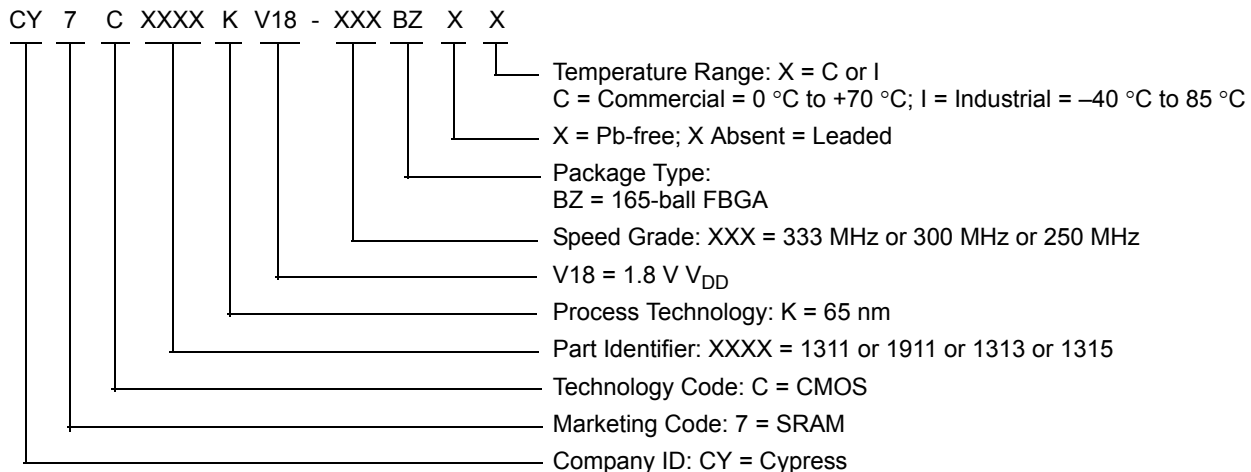 CY 7 C XXXX K V18 - XXX BZ X X
Temperature Range: X = C or I
C = Commercial = 0 °C to +70 °C; I = Industrial = –40 °C to 85 °C
X = Pb-free; X Absent = Leaded
Package Type:
BZ = 165-ball FBGA
Speed Grade: XXX = 333 MHz or 300 MHz or 250 MHz
V18 = 1.8 V VDD
Process Technology: K = 65 nm
Part Identifier: XXXX = 1311 or 1911 or 1313 or 1315
Technology Code: C = CMOS
Marketing Code: 7 = SRAM
Company ID: CY = Cypress